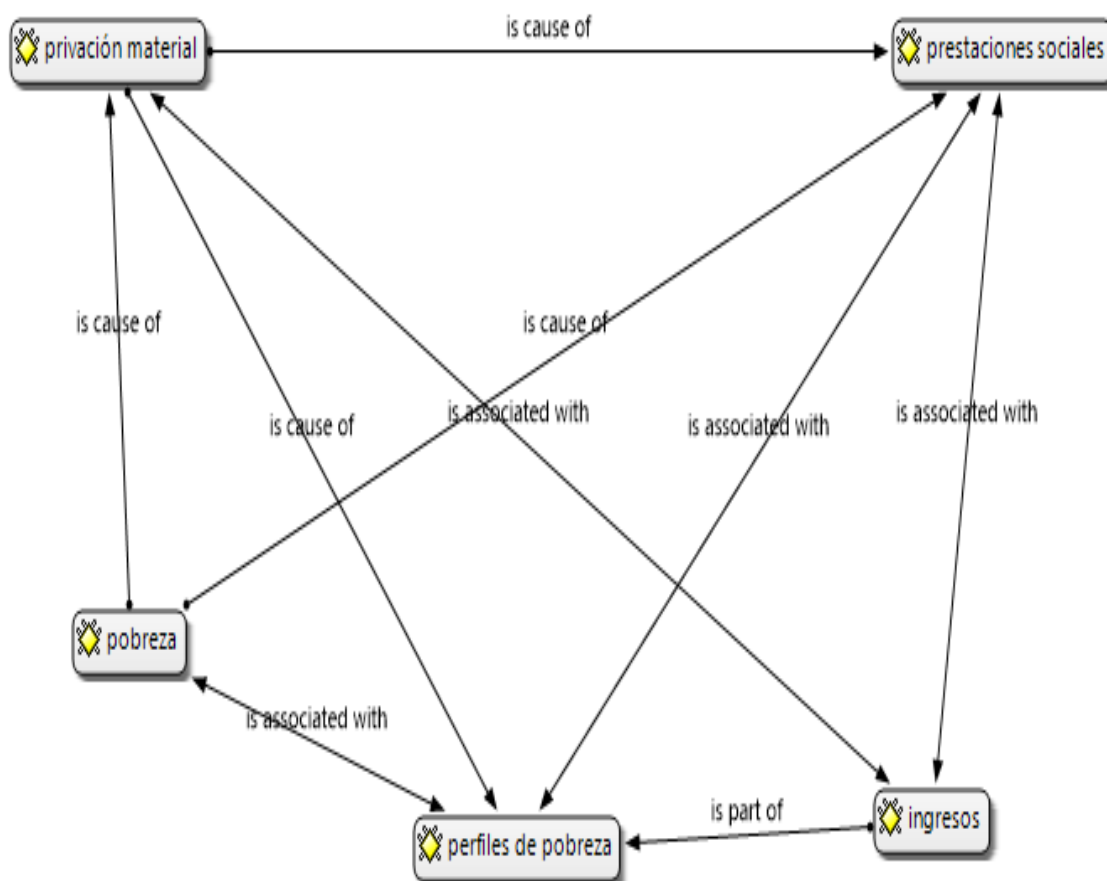 is cause of
privación material
prestaciones sociales
is cause of
is cause of
is associated with
is cause of
is associated with
is associated with
pobreza
is associated with
is part of
ingresos
perfiles de pobreza